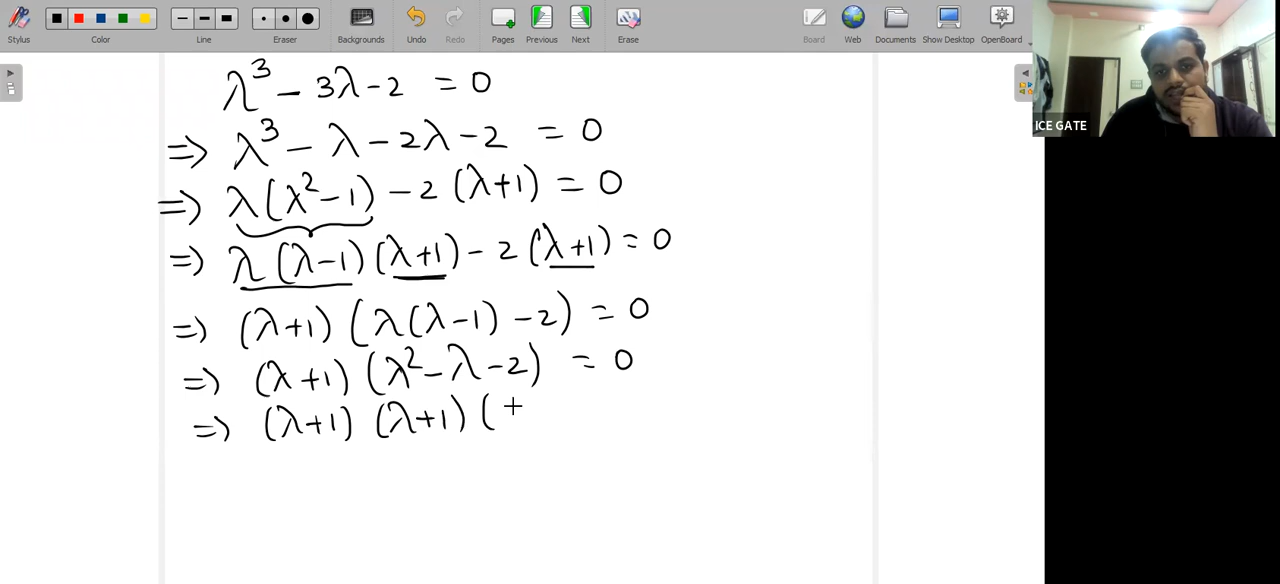 Stylus Color Line Eraser Backgrounds Undo Redo Pages Previous Next Erase Board Web Documents Show Desktop OpenBoard
ICE GATE
λ³ − 3λ − 2 = 0
⇒ λ³ − λ − 2λ − 2 = 0
⇒ λ(λ² − 1) − 2 (λ+1) = 0
⇒ λ (λ−1) (λ+1) − 2 (λ+1) = 0
⇒ (λ+1) (λ(λ−1) − 2) = 0
⇒ (λ+1) (λ² − λ − 2) = 0
⇒ (λ+1) (λ+1) (